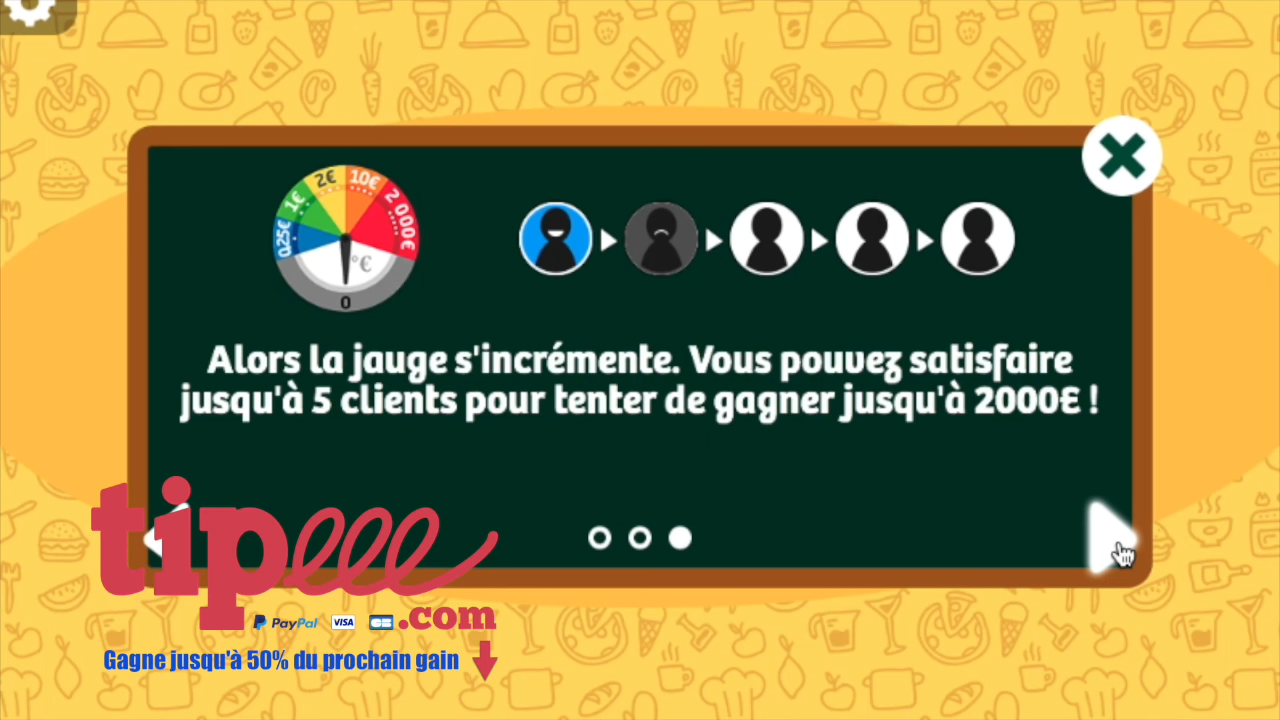 0,25€ 1€ 2€ 10€ 2 000€
°€
0
Alors la jauge s'incrémente. Vous pouvez satisfaire
jusqu'à 5 clients pour tenter de gagner jusqu'à 2000€ !
tipeee
PayPal VISA CB .com
Gagne jusqu'à 50% du prochain gain